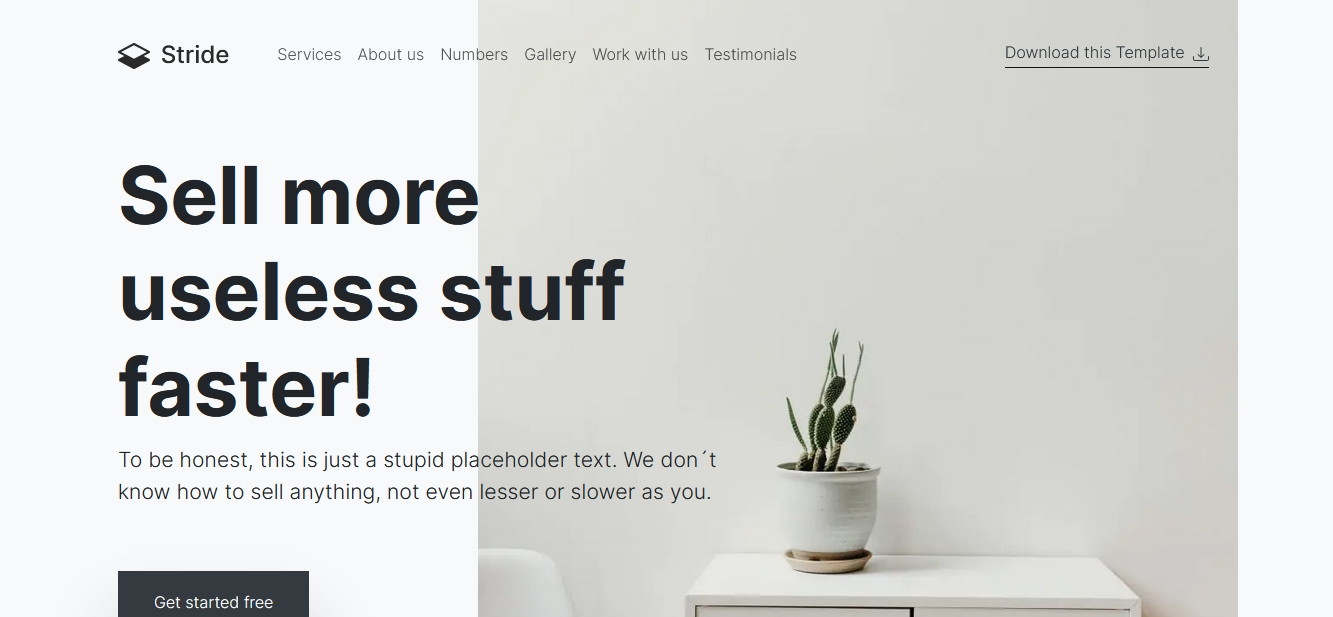 Stride Services About us Numbers Gallery Work with us Testimonials Download this Template
Sell more
useless stuff
faster!
To be honest, this is just a stupid placeholder text. We don´t
know how to sell anything, not even lesser or slower as you.
Get started free